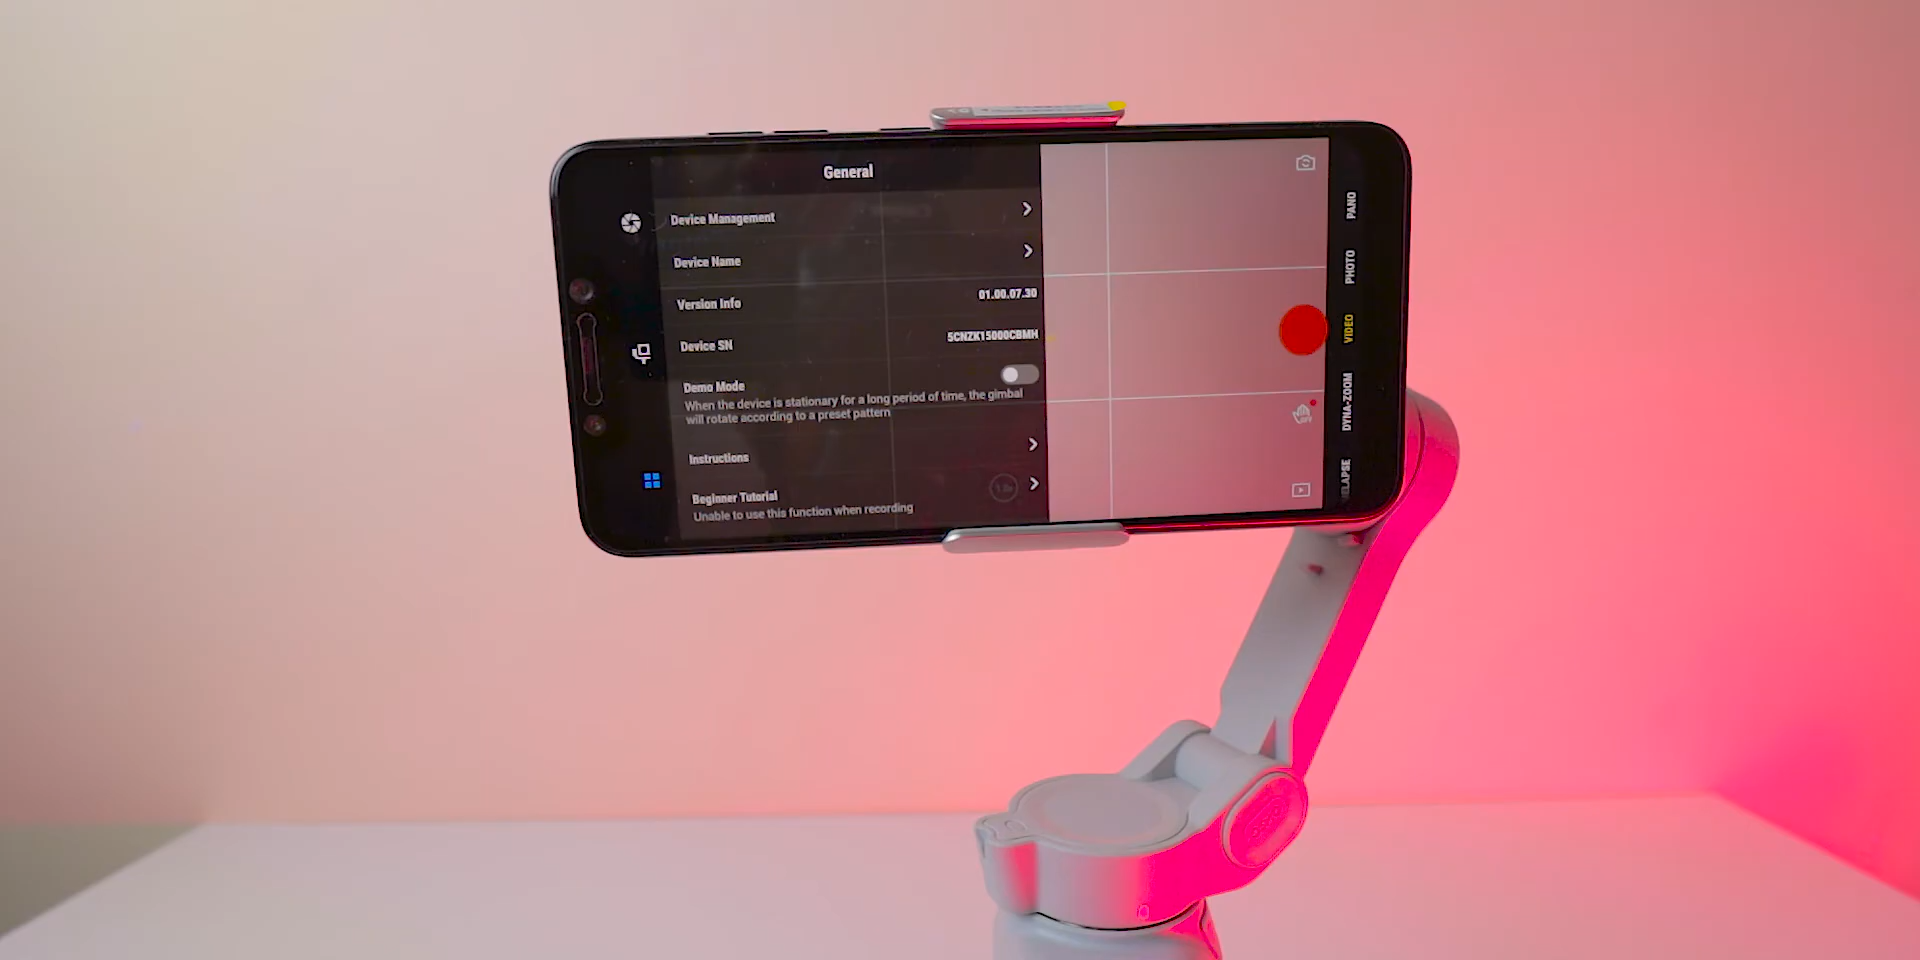 General
Device Management
Device Name
Version Info 01.00.07.30
Device SN 5CNZK15000CBMH
Demo Mode
When the device is stationary for a long period of time, the gimbal
will rotate according to a preset pattern
Instructions
Beginner Tutorial
Unable to use this function when recording
PANO
PHOTO
VIDEO
DYNA-ZOOM
ELAPSE
OFF